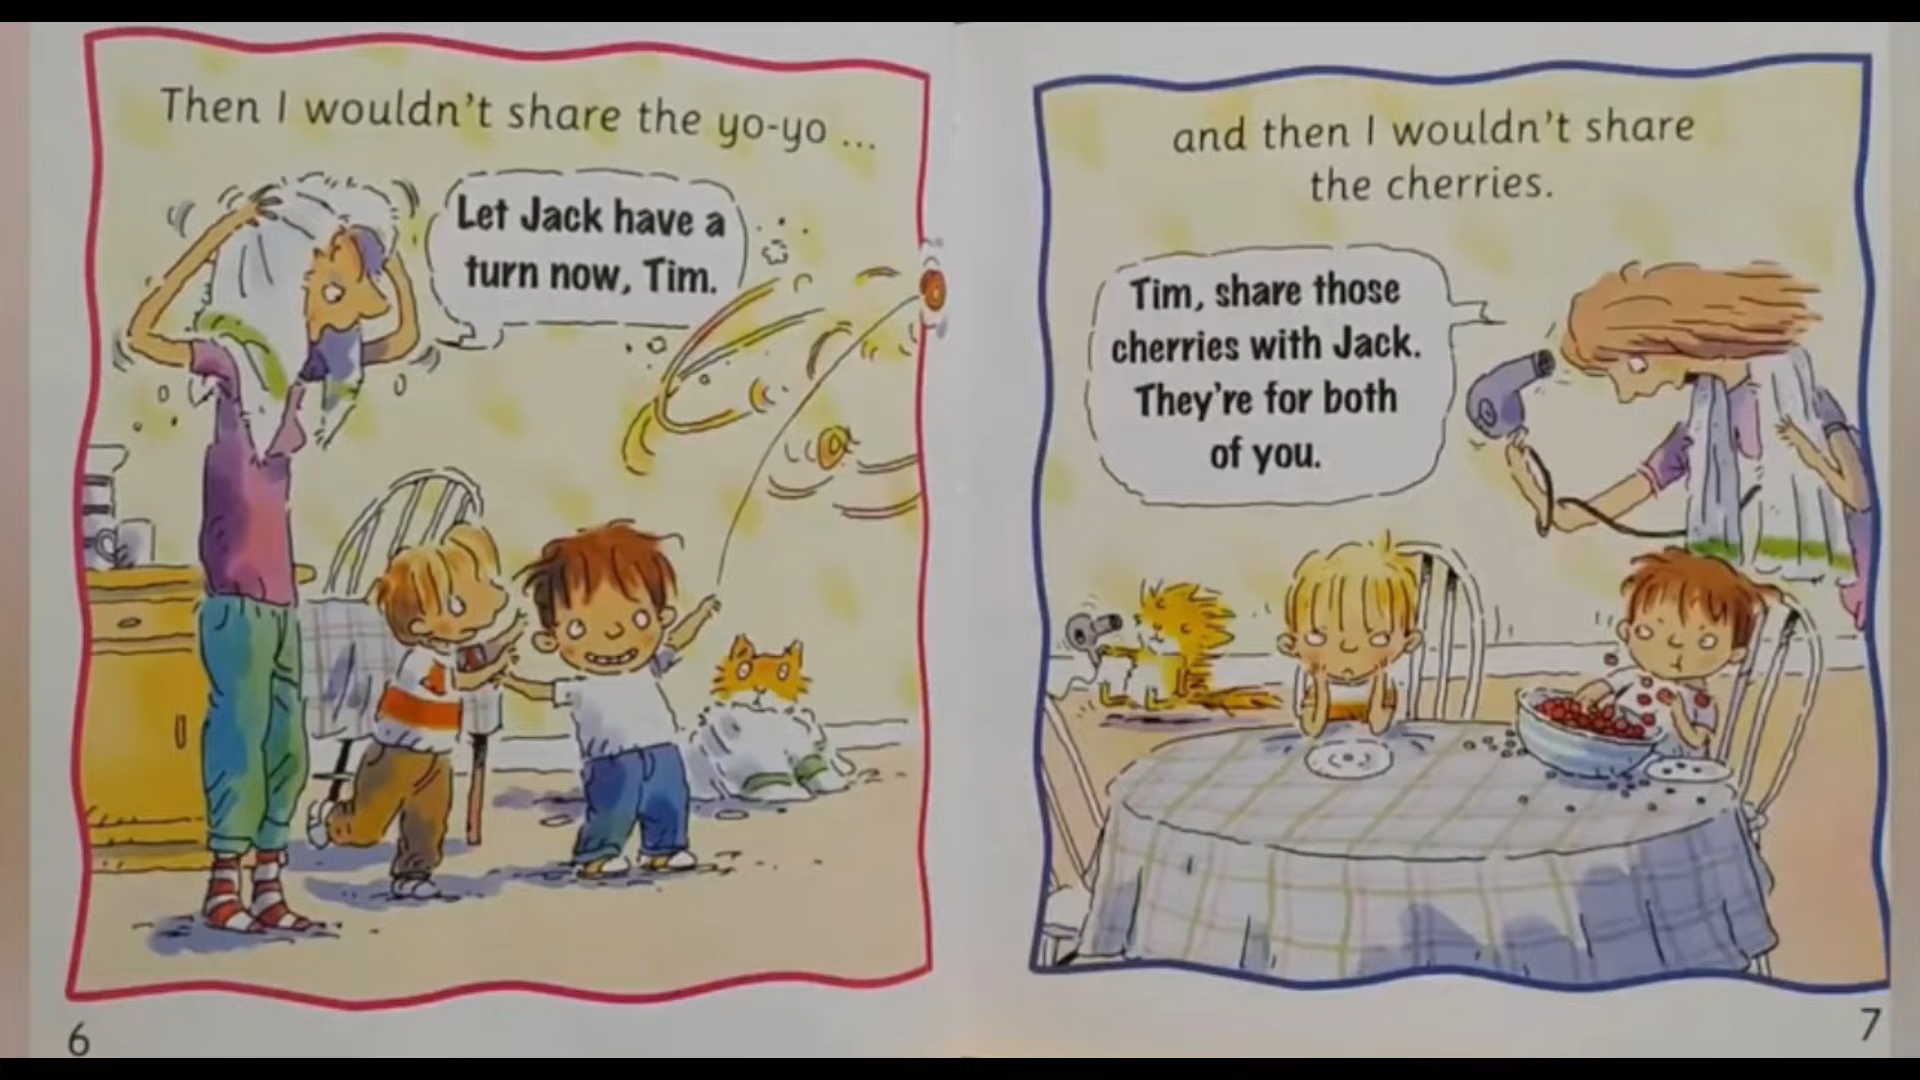 Then I wouldn't share the yo-yo ...
Let Jack have a
turn now, Tim.
6
and then I wouldn't share
the cherries.
Tim, share those
cherries with Jack.
They're for both
of you.
7